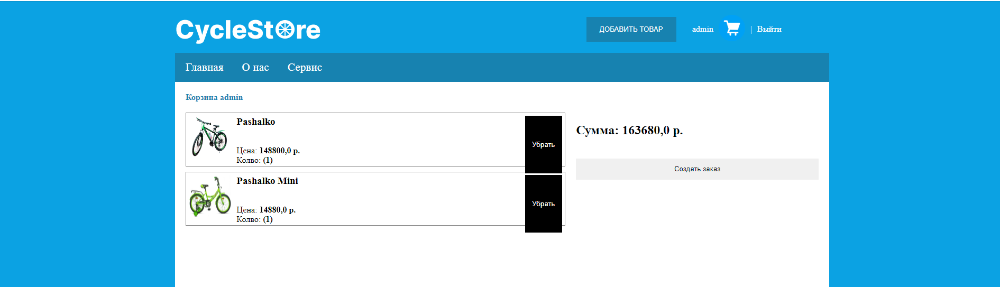 CycleStore
ДОБАВИТЬ ТОВАР
admin
| Выйти
Главная О нас Сервис
Корзина admin
Pashalko
Цена: 148800,0 р.
Колво: (1)
Убрать
Pashalko Mini
Цена: 14880,0 р.
Колво: (1)
Убрать
Сумма: 163680,0 р.
Создать заказ